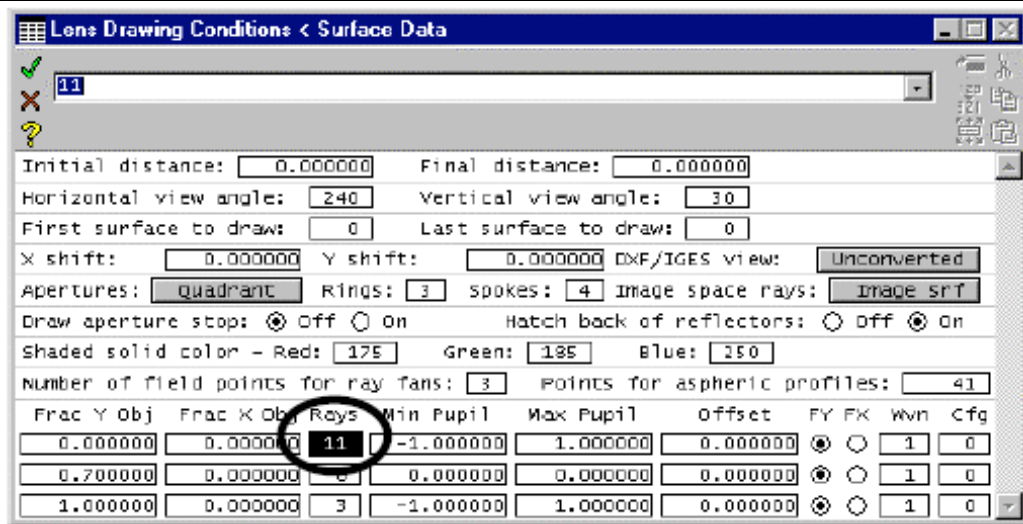 Lens Drawing Conditions < Surface Data
11
Initial distance: 0.000000 Final distance: 0.000000
Horizontal view angle: 240 Vertical view angle: 30
First surface to draw: 0 Last surface to draw: 0
X shift: 0.000000 Y shift: 0.000000 DXF/IGES view: Unconverted
Apertures: Quadrant Rings: 3 Spokes: 4 Image space rays: Image srf
Draw aperture stop: Off On Hatch back of reflectors: Off On
Shaded solid color - Red: 175 Green: 185 Blue: 250
Number of field points for ray fans: 3 Points for aspheric profiles: 41
Frac Y Obj Frac X Obj Rays Min Pupil Max Pupil Offset FY FX Wvn Cfg
0.000000 0.000000 11 -1.000000 1.000000 0.000000 1 0
0.700000 0.000000 0.000000 0.000000 0.000000 1 0
1.000000 0.000000 3 -1.000000 1.000000 0.000000 1 0